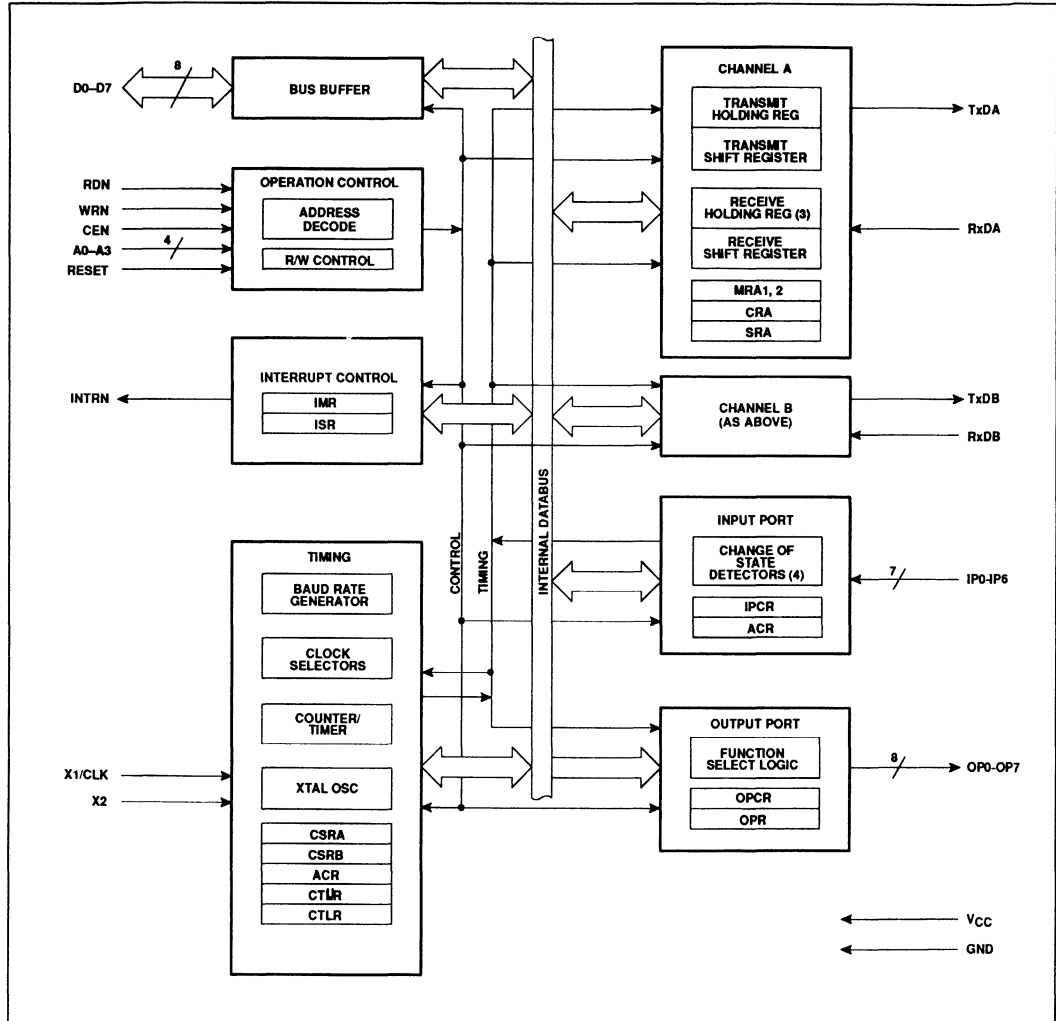 D0–D7
8
BUS BUFFER
RDN
WRN
CEN
A0–A3
4
RESET
OPERATION CONTROL
ADDRESS
DECODE
R/W CONTROL
INTRN
INTERRUPT CONTROL
IMR
ISR
X1/CLK
X2
TIMING
BAUD RATE
GENERATOR
CLOCK
SELECTORS
COUNTER/
TIMER
XTAL OSC
CSRA
CSRB
ACR
CTUR
CTLR
CONTROL
TIMING
INTERNAL DATABUS
CHANNEL A
TRANSMIT
HOLDING REG
TRANSMIT
SHIFT REGISTER
RECEIVE
HOLDING REG (3)
RECEIVE
SHIFT REGISTER
MRA1, 2
CRA
SRA
TxDA
RxDA
CHANNEL B
(AS ABOVE)
TxDB
RxDB
INPUT PORT
CHANGE OF
STATE
DETECTORS (4)
IPCR
ACR
7
IP0-IP6
OUTPUT PORT
FUNCTION
SELECT LOGIC
OPCR
OPR
8
OP0-OP7
VCC
GND